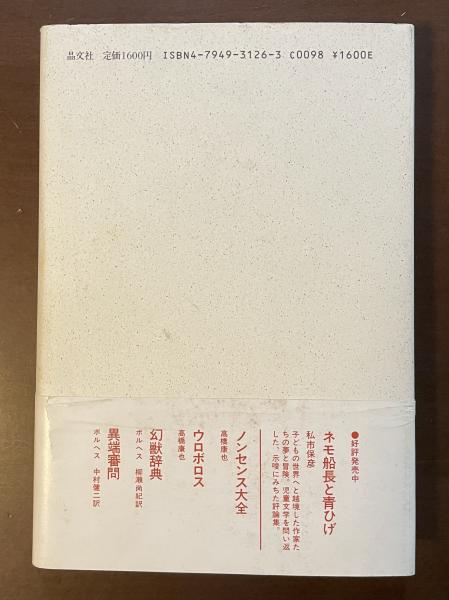 晶文社 定価1600円 ISBN4-7949-3126-3 C0098 ¥1600E
●好評発売中
ネモ船長と青ひげ
私市保彦
子どもの世界へと越境した作家た
ちの夢と冒険。児童文学を問い返
した、示唆にみちた評論集。
ノンセンス大全
高橋康也
ウロボロス
高橋康也
幻獣辞典
ボルヘス 柳瀬尚紀訳
異端審問
ボルヘス 中村健二訳